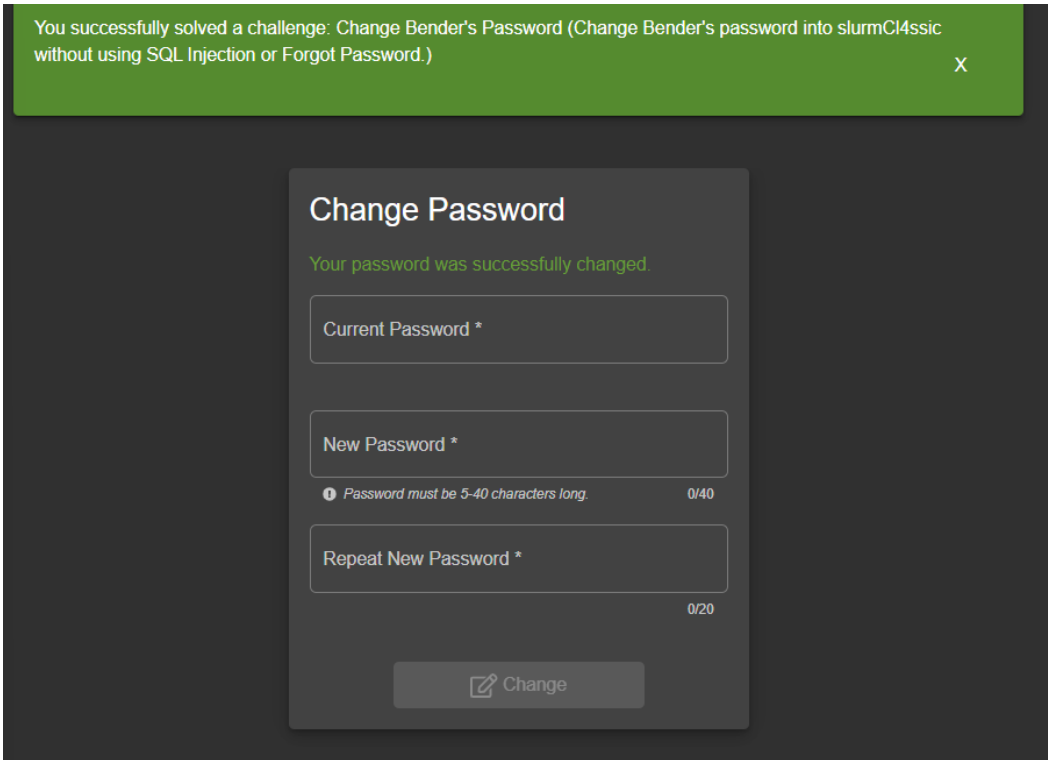 You successfully solved a challenge: Change Bender's Password (Change Bender's password into slurmCl4ssic
without using SQL Injection or Forgot Password.)
X
Change Password
Your password was successfully changed.
Current Password *
New Password *
Password must be 5-40 characters long. 0/40
Repeat New Password *
0/20
Change